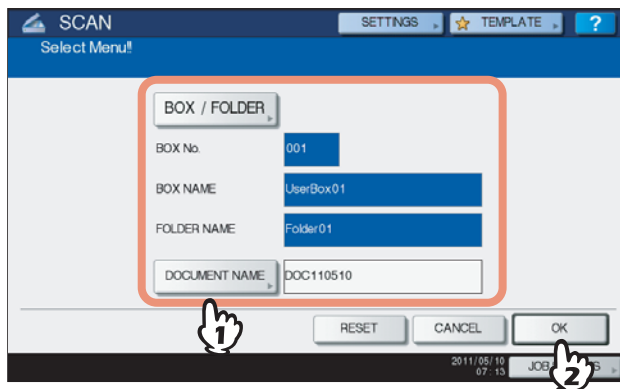 SCAN SETTINGS TEMPLATE ?
Select Menu!!
BOX / FOLDER
BOX No. 001
BOX NAME UserBox01
FOLDER NAME Folder01
DOCUMENT NAME DOC110510
1
RESET CANCEL OK
2011/05/10
07:13
JOB
2